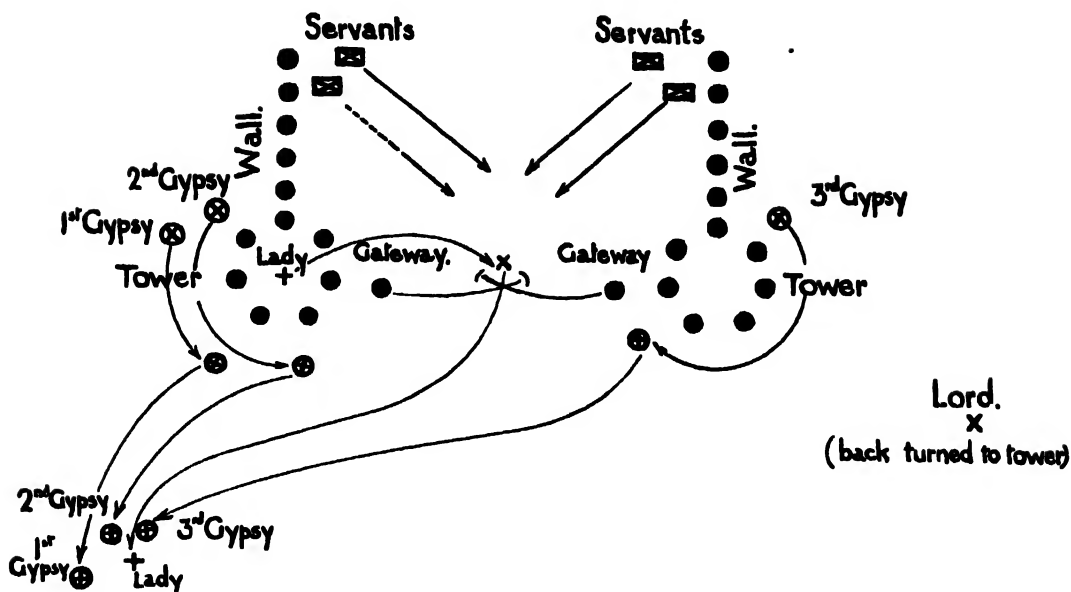 Servants
Servants
Wall.
Wall.
2nd Gypsy
1st Gypsy
3rd Gypsy
Lady
Gateway.
Gateway
Tower
Tower
Lord.
(back turned to tower)
2nd Gypsy
3rd Gypsy
1st
Gypsy
Lady